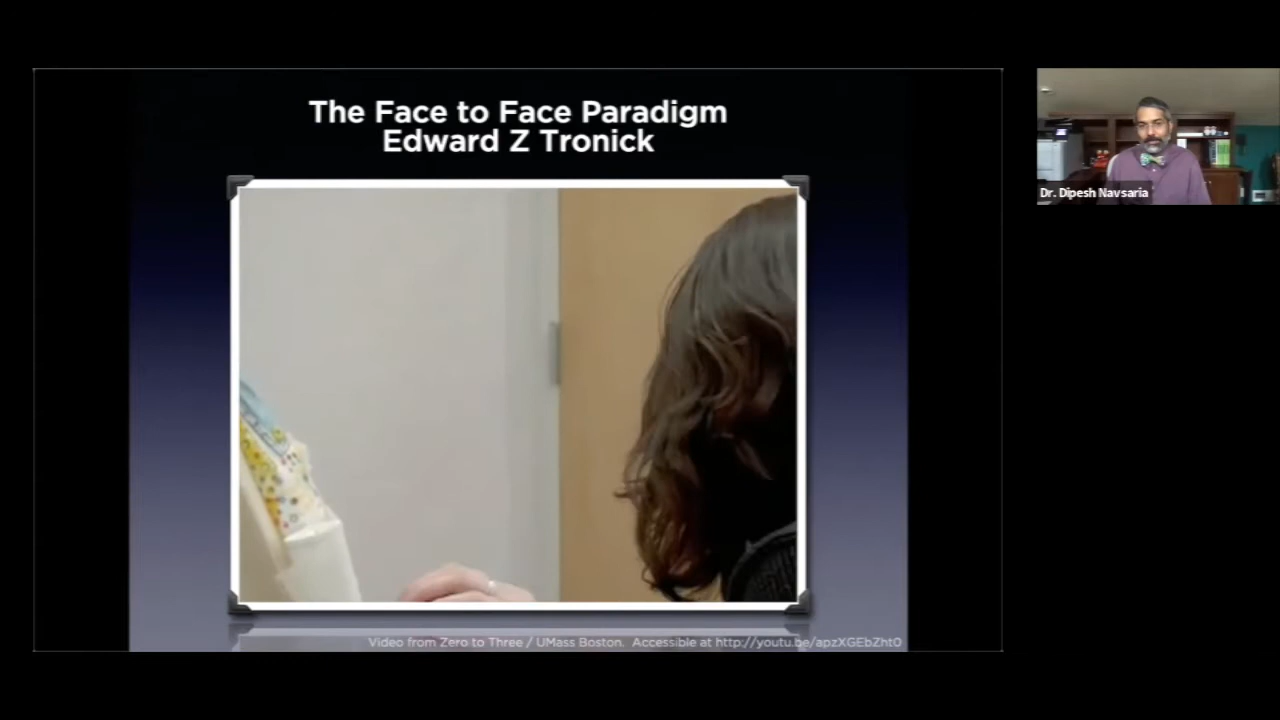 The Face to Face Paradigm
Edward Z Tronick
Video from Zero to Three / UMass Boston. Accessible at http://youtu.be/apzXGEbZht0
Dr. Dipesh Navsaria